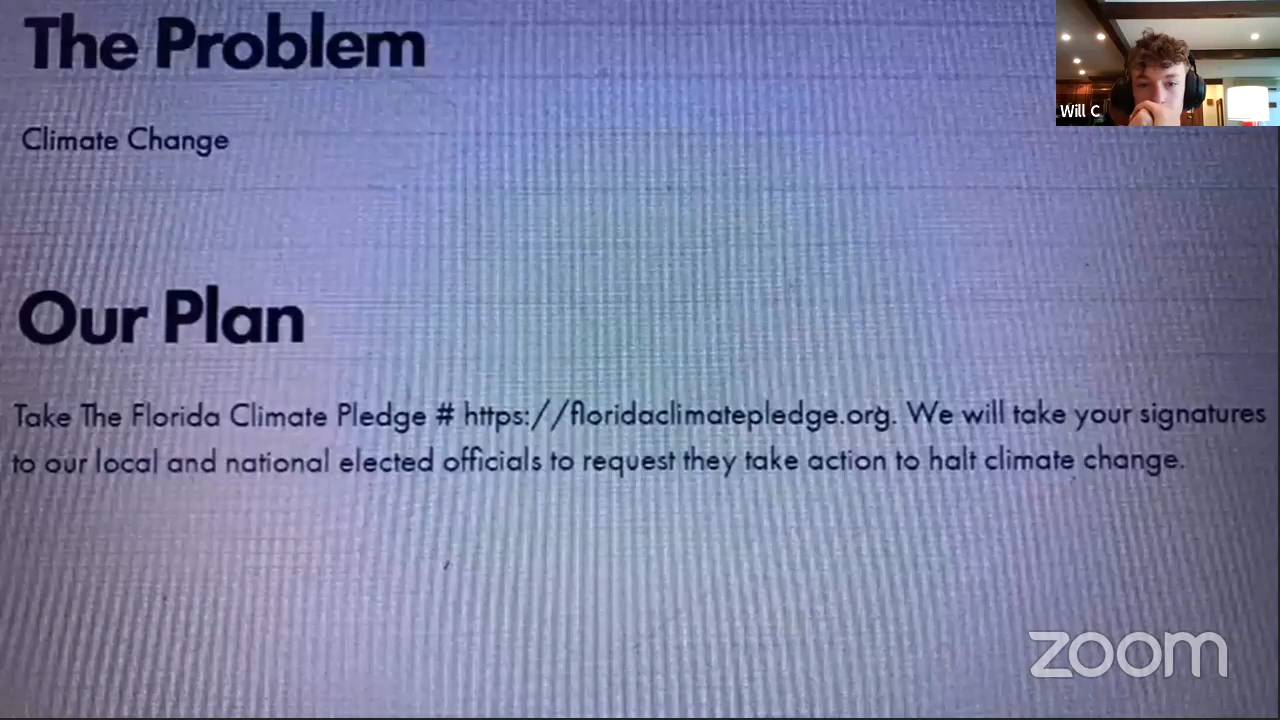 The Problem
Will C
Climate Change
Our Plan
Take The Florida Climate Pledge # https://floridaclimatepledge.org. We will take your signatures
to our local and national elected officials to request they take action to halt climate change.
zoom